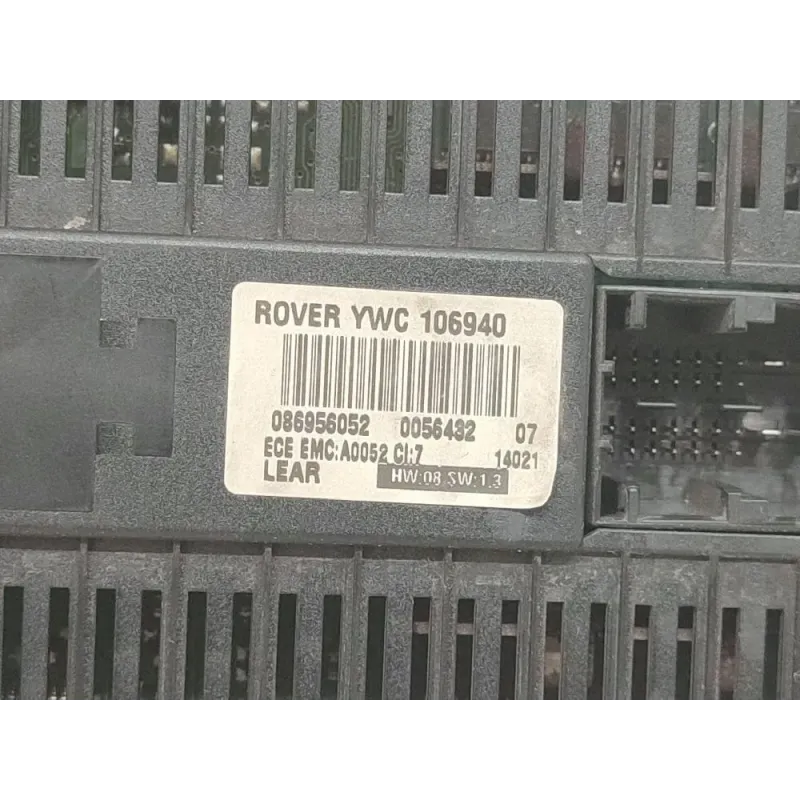 ROVER YWC 106940
086956052 0056432 07
ECE EMC:A0052 CI:7 14021
LEAR HW:08 SW:1.3